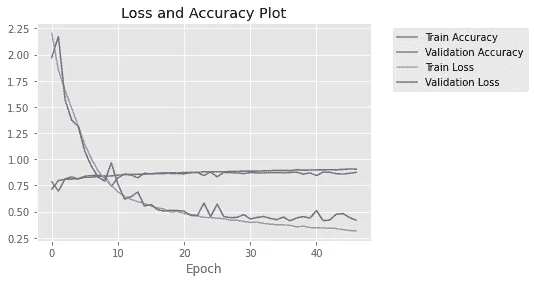 Loss and Accuracy Plot
2.25
2.00
1.75
1.50
1.25
1.00
0.75
0.50
0.25
0 10 20 30 40
Epoch
Train Accuracy
Validation Accuracy
Train Loss
Validation Loss